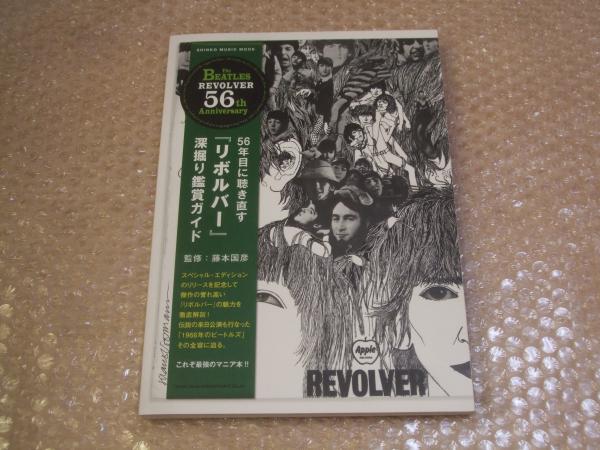 SHINKO MUSIC MOOK
The
BEATLES
REVOLVER
56th
Anniversary
56年目に聴き直す
『リボルバー』
深掘り鑑賞ガイド
監修：藤本国彦
スペシャル・エディション
のリリースを記念して
傑作の誉れ高い
『リボルバー』の魅力を
徹底解説！
伝説の来日公演も行なった
「1966年のビートルズ」
その全容に迫る。
これぞ最強のマニア本!!
Apple
REVOLVER